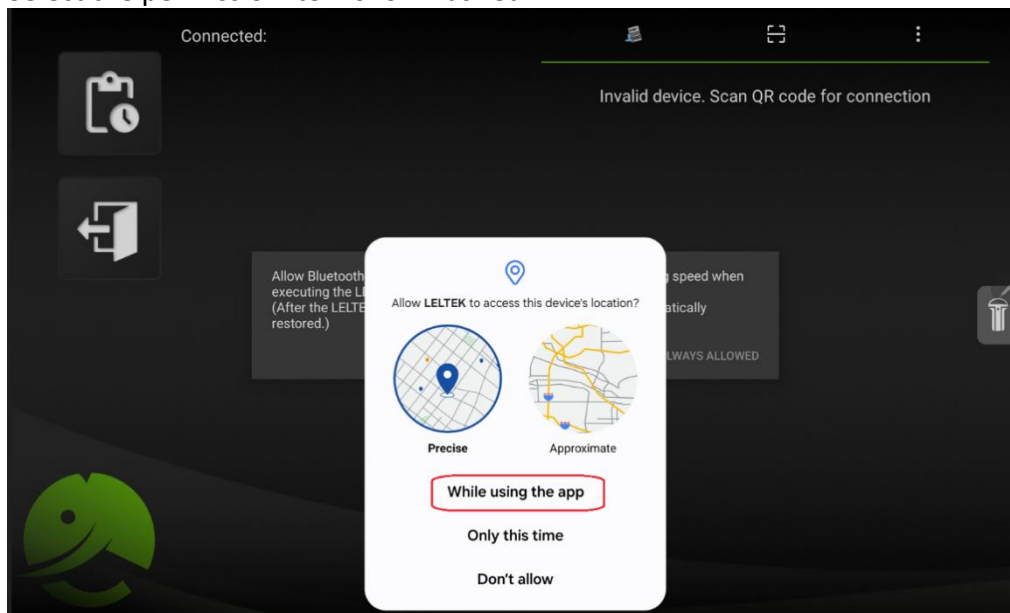 Connected:
Invalid device. Scan QR code for connection
Allow Bluetooth
speed when
executing the
(After the
atically
restored.)
LWAYS ALLOWED
Allow LELTEK to access this device's location?
Precise
Approximate
While using the app
Only this time
Don't allow